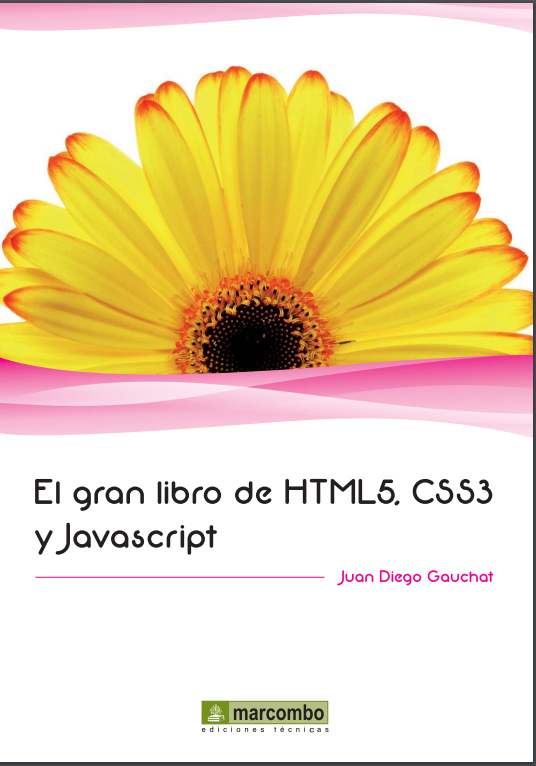 El gran libro de HTML5, CSS3
y Javascript
Juan Diego Gauchat
marcombo
ediciones técnicas